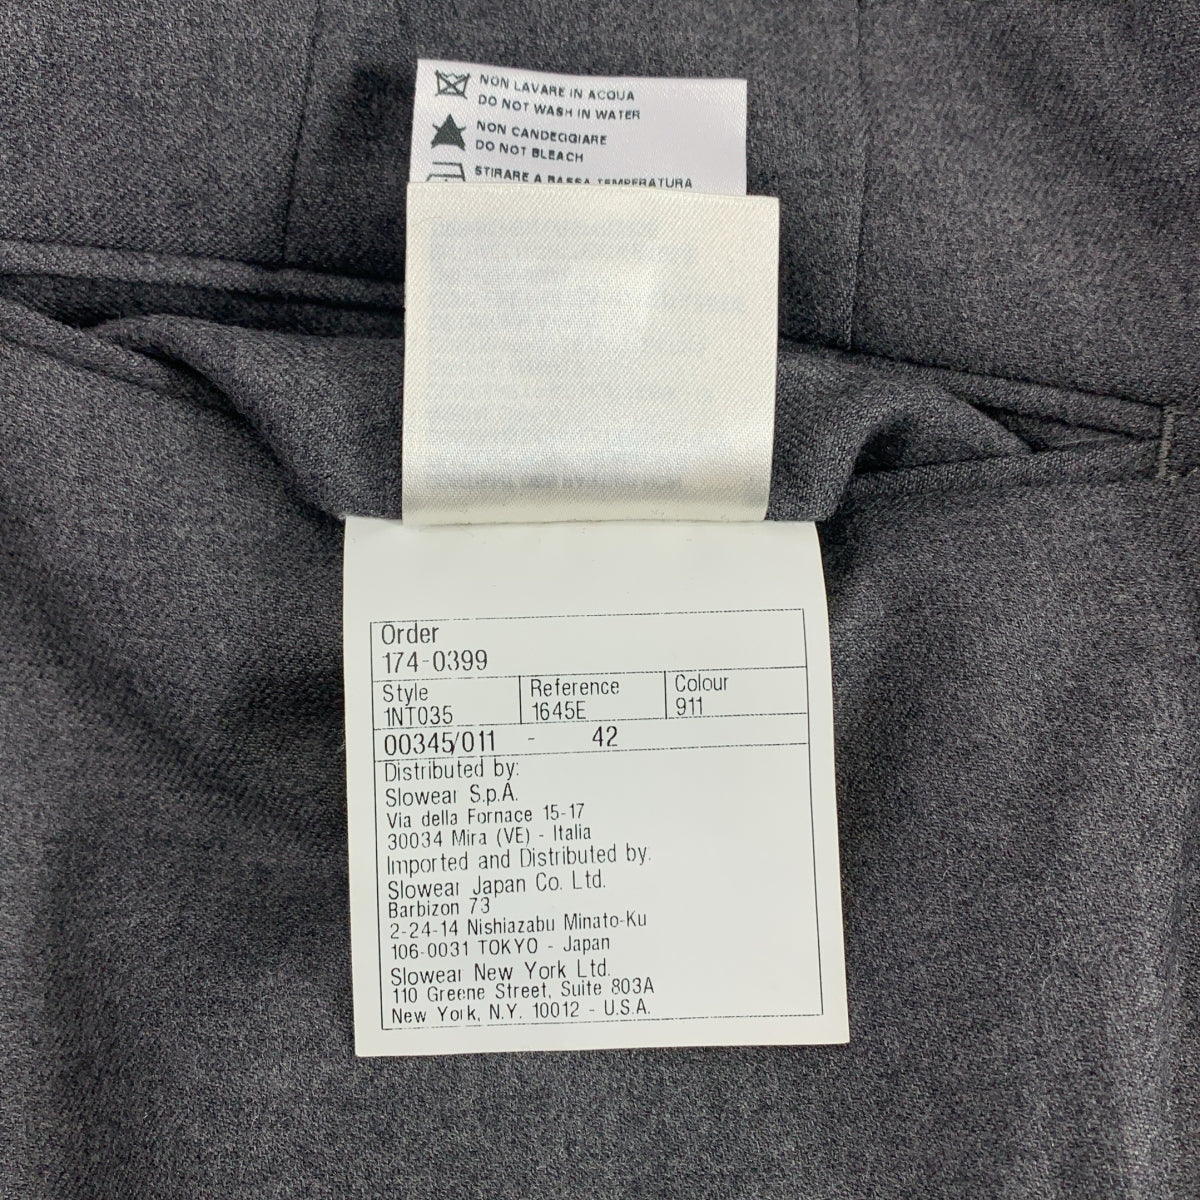 NON LAVARE IN ACQUA
DO NOT WASH IN WATER
NON CANDEGGIARE
DO NOT BLEACH
STIRARE A BASSA TEMPERATURA
Order
174-0399
Style Reference Colour
1NT035 1645E 911
00345/011 - 42
Distributed by:
Slowear S.p.A.
Via della Fornace 15-17
30034 Mira (VE) - Italia
Imported and Distributed by:
Slowear Japan Co. Ltd.
Barbizon 73
2-24-14 Nishiazabu Minato-Ku
106-0031 TOKYO - Japan
Slowear New York Ltd.
110 Greene Street, Suite 803A
New York, N.Y. 10012 - U.S.A.